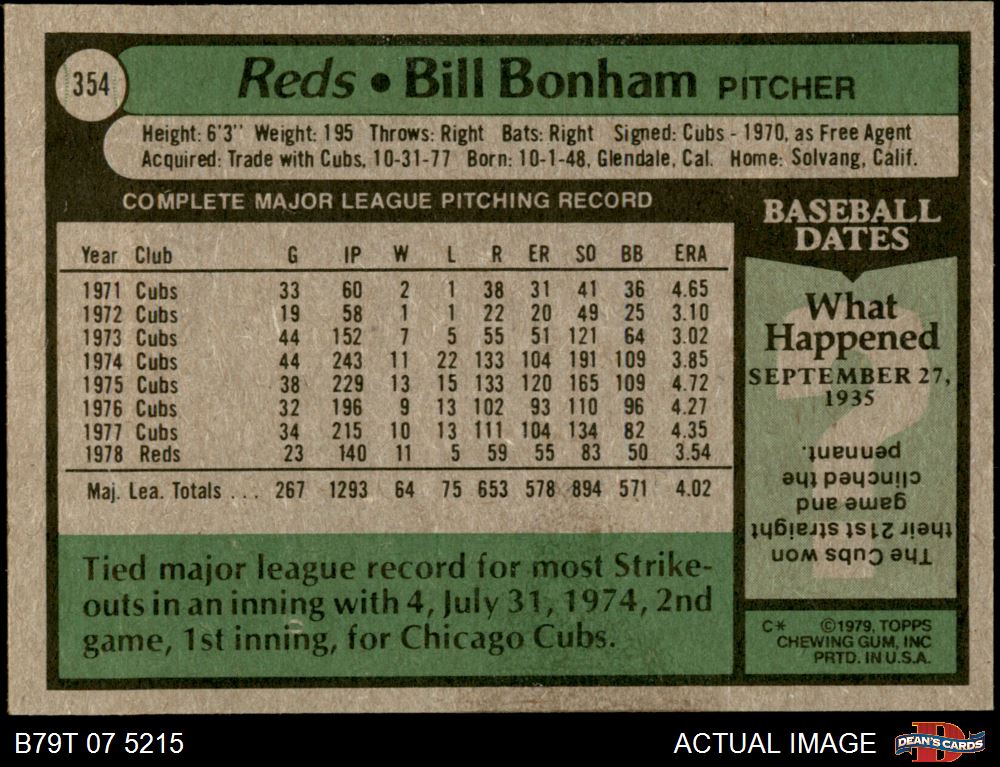 354
Reds • Bill Bonham PITCHER
Height: 6'3" Weight: 195 Throws: Right Bats: Right Signed: Cubs - 1970, as Free Agent
Acquired: Trade with Cubs, 10-31-77 Born: 10-1-48, Glendale, Cal. Home: Solvang, Calif.
COMPLETE MAJOR LEAGUE PITCHING RECORD
Year Club G IP W L R ER SO BB ERA
1971 Cubs 33 60 2 1 38 31 41 36 4.65
1972 Cubs 19 58 1 1 22 20 49 25 3.10
1973 Cubs 44 152 7 5 55 51 121 64 3.02
1974 Cubs 44 243 11 22 133 104 191 109 3.85
1975 Cubs 38 229 13 15 133 120 165 109 4.72
1976 Cubs 32 196 9 13 102 93 110 96 4.27
1977 Cubs 34 215 10 13 111 104 134 82 4.35
1978 Reds 23 140 11 5 59 55 83 50 3.54
Maj. Lea. Totals . . . 267 1293 64 75 653 578 894 571 4.02
Tied major league record for most Strike-
outs in an inning with 4, July 31, 1974, 2nd
game, 1st inning, for Chicago Cubs.
BASEBALL
DATES
What
Happened
SEPTEMBER 27,
1935
The Cubs won
their 21st straight
game and
clinched the
pennant.
C* ©1979, TOPPS
CHEWING GUM, INC
PRTD. IN U.S.A.
B79T 07 5215
ACTUAL IMAGE
DEAN'S CARDS